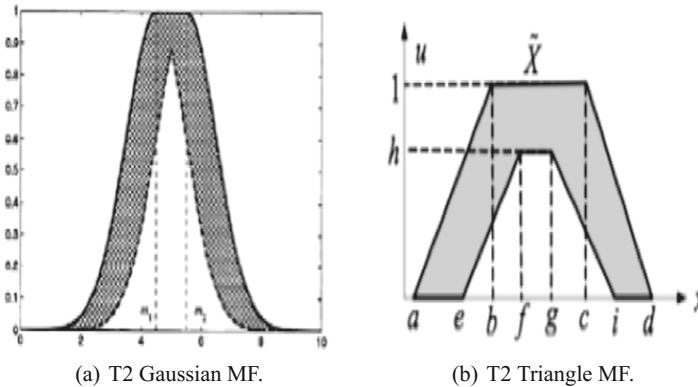 1
0.9
0.8
0.7
0.6
0.5
0.4
0.3
0.2
0.1
0
0 2 4 6 8 10
m₁ m₂
u
X̃
1
h
a e b f g c i d x
(a) T2 Gaussian MF.
(b) T2 Triangle MF.